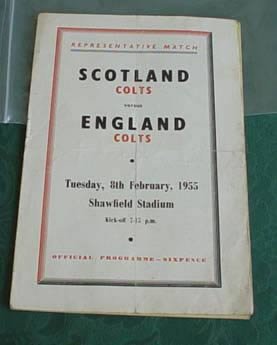 REPRESENTATIVE MATCH
SCOTLAND
COLTS
versus
ENGLAND
COLTS
Tuesday, 8th February, 1955
Shawfield Stadium
Kick-off 7-15 p.m.
OFFICIAL PROGRAMME—SIXPENCE